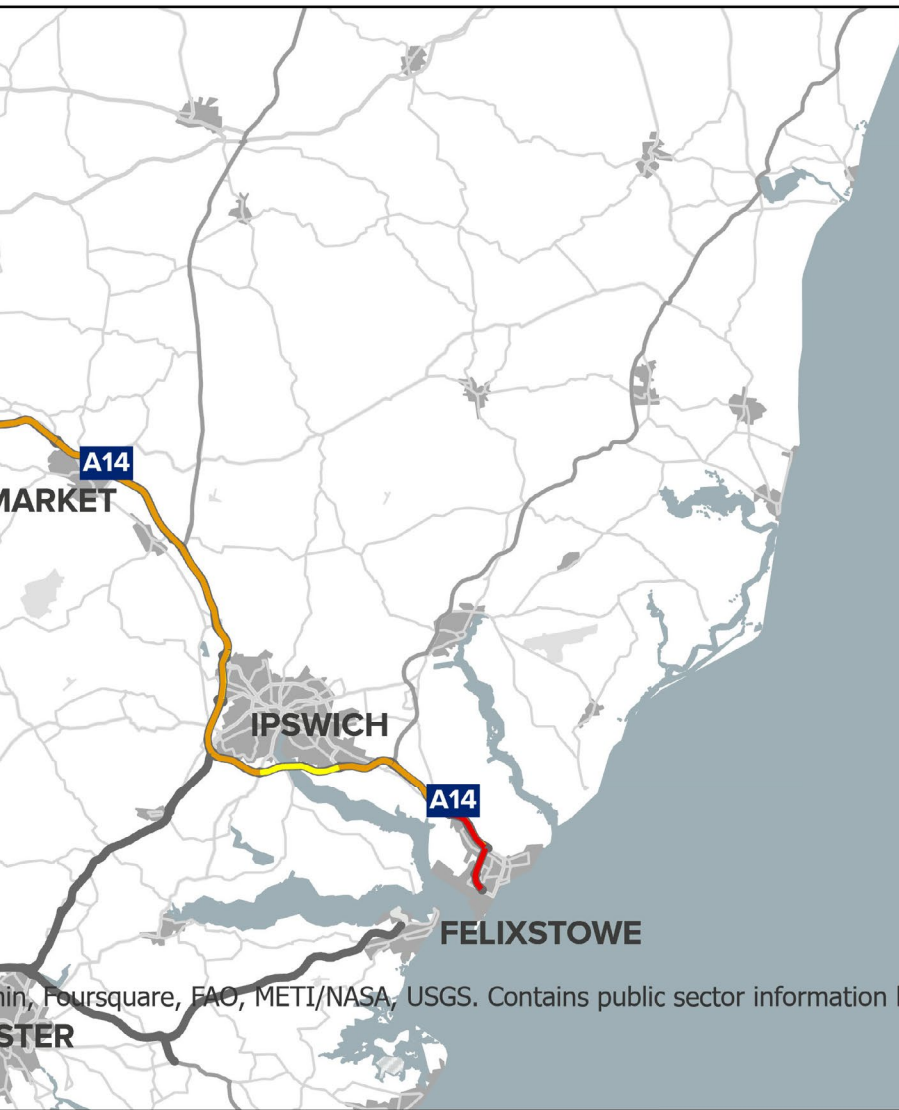 A14
MARKET
IPSWICH
A14
FELIXSTOWE
in, Foursquare, FAO, METI/NASA, USGS. Contains public sector information
STER